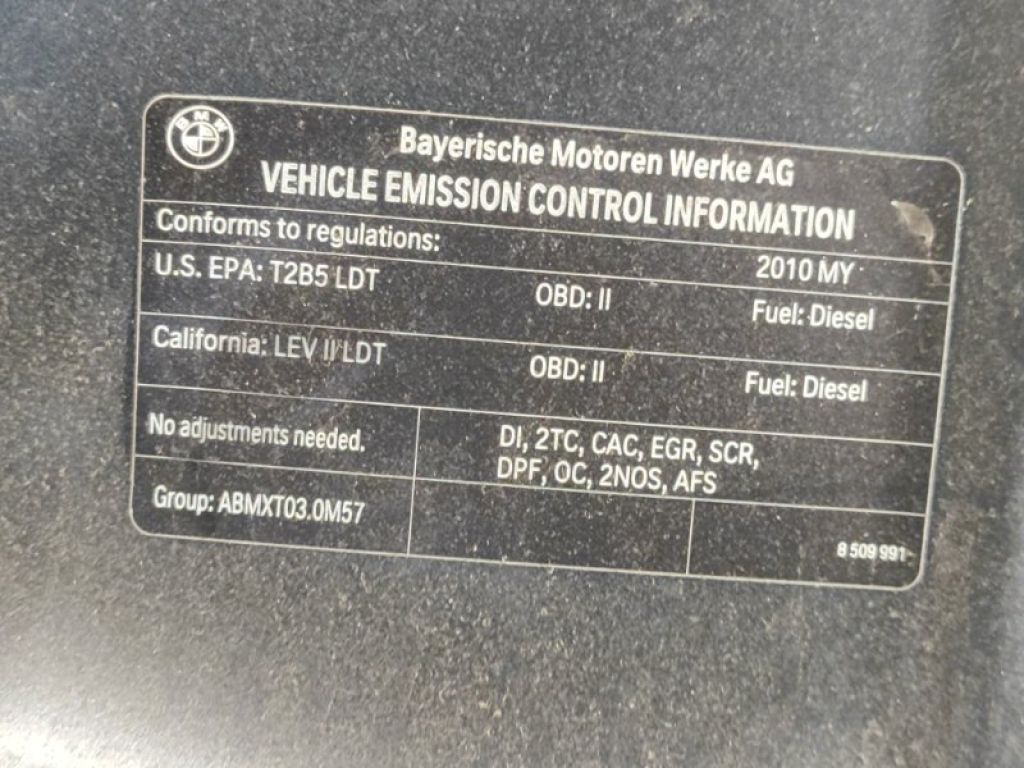 BMW
Bayerische Motoren Werke AG
VEHICLE EMISSION CONTROL INFORMATION
Conforms to regulations:
2010 MY
U.S. EPA: T2B5 LDT OBD: II Fuel: Diesel
California: LEV II LDT OBD: II Fuel: Diesel
No adjustments needed.
DI, 2TC, CAC, EGR, SCR,
DPF, OC, 2NOS, AFS
Group: ABMXT03.0M57
8 509 991